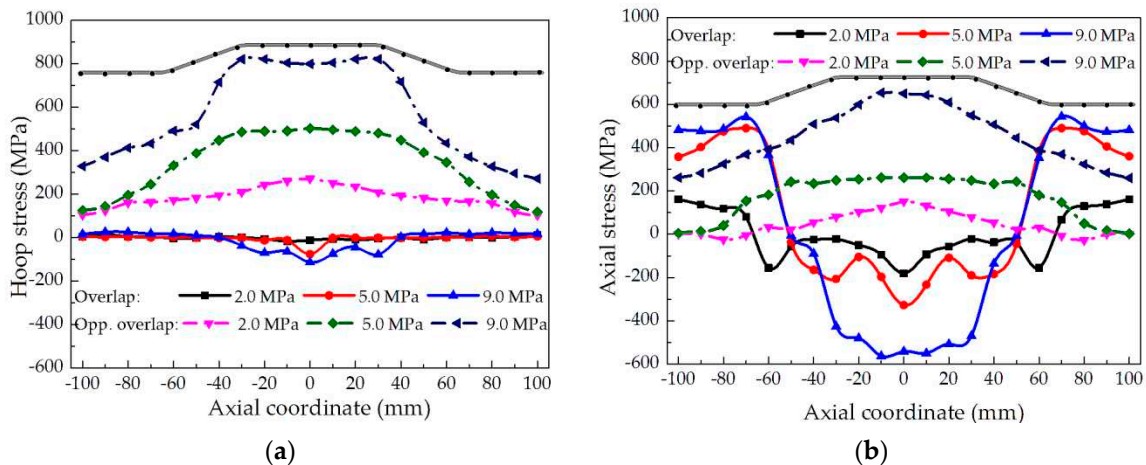 1000
800
600
400
200
0
-200
-400
-600
Hoop stress (MPa)
Overlap: 2.0 MPa 5.0 MPa 9.0 MPa
Opp. overlap: 2.0 MPa 5.0 MPa 9.0 MPa
-100 -80 -60 -40 -20 0 20 40 60 80 100
Axial coordinate (mm)
(a)
1000
800
600
400
200
0
-200
-400
-600
Axial stress (MPa)
Overlap: 2.0 MPa 5.0 MPa 9.0 MPa
Opp. overlap: 2.0 MPa 5.0 MPa 9.0 MPa
-100 -80 -60 -40 -20 0 20 40 60 80 100
Axial coordinate (mm)
(b)